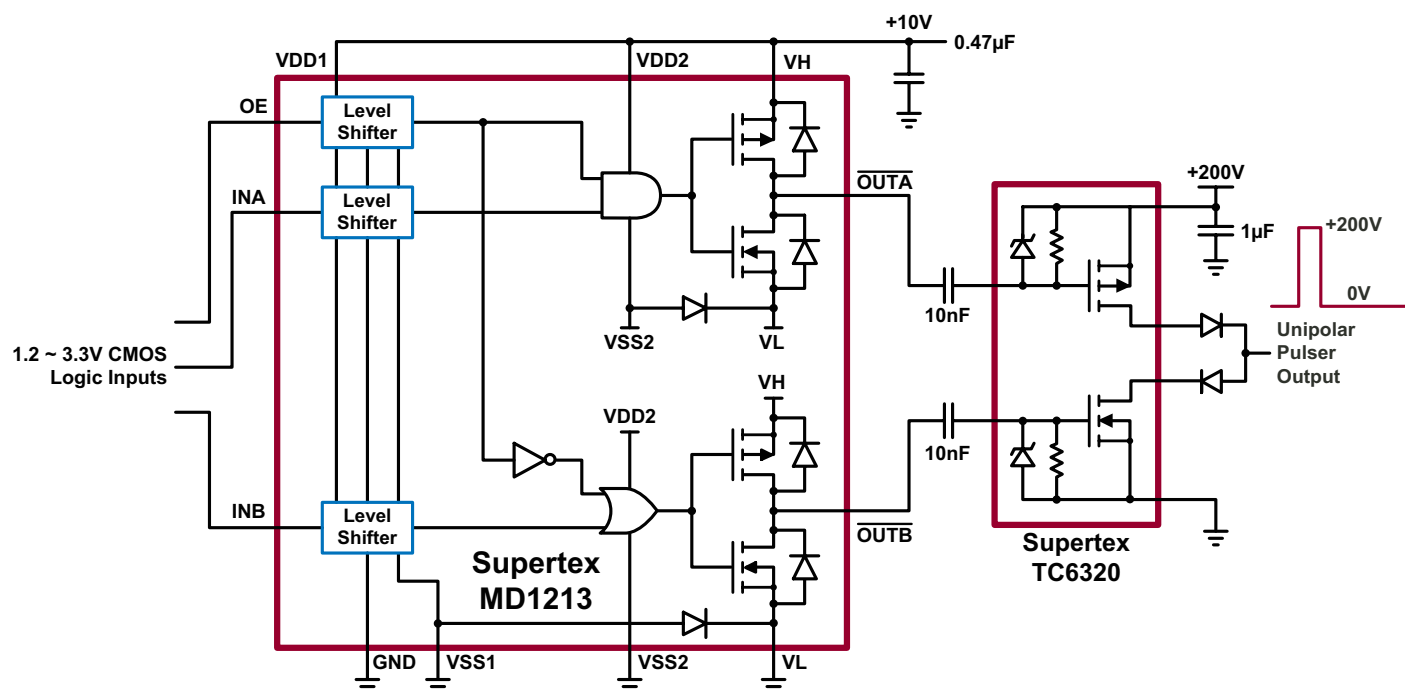 +10V
0.47µF
VDD1
VDD2
VH
OE
Level
Shifter
INA
Level
Shifter
OUTA
+200V
1µF
+200V
0V
10nF
VSS2
VL
1.2 ~ 3.3V CMOS
Logic Inputs
Unipolar
Pulser
Output
VH
VDD2
10nF
INB
Level
Shifter
OUTB
Supertex
MD1213
Supertex
TC6320
GND
VSS1
VSS2
VL